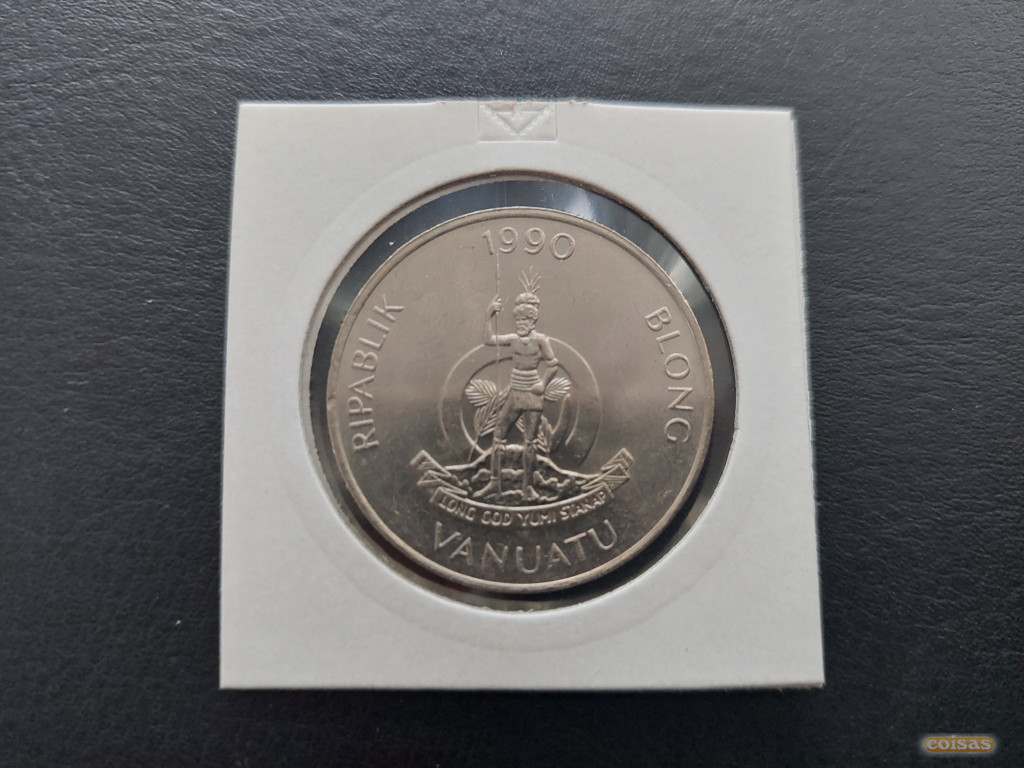 1990
RIPABLIK
BLONG
LONG GOD YUMI STANAP
VANUATU
coisas